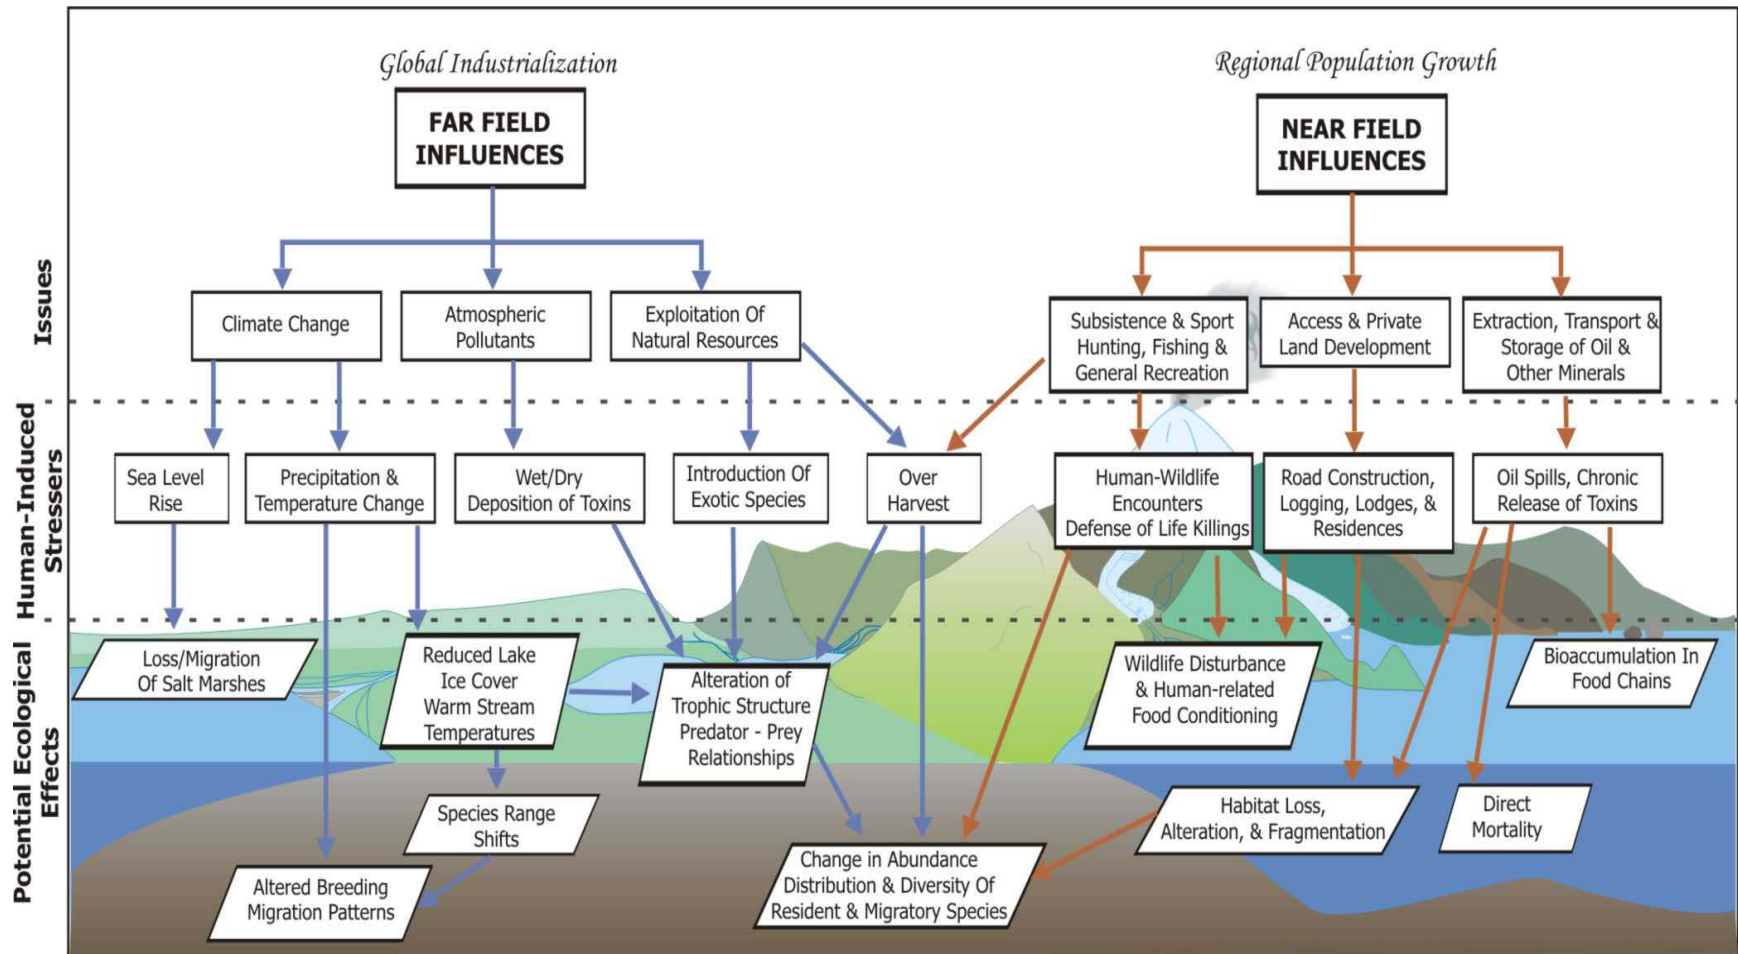 Global Industrialization
Regional Population Growth
FAR FIELD
INFLUENCES
NEAR FIELD
INFLUENCES
Issues
Climate Change
Atmospheric
Pollutants
Exploitation Of
Natural Resources
Subsistence & Sport
Hunting, Fishing &
General Recreation
Access & Private
Land Development
Extraction, Transport &
Storage of Oil &
Other Minerals
Human-Induced
Stressers
Sea Level
Rise
Precipitation &
Temperature Change
Wet/Dry
Deposition of Toxins
Introduction Of
Exotic Species
Over
Harvest
Human-Wildlife
Encounters
Defense of Life Killings
Road Construction,
Logging, Lodges, &
Residences
Oil Spills, Chronic
Release of Toxins
Potential Ecological
Effects
Loss/Migration
Of Salt Marshes
Reduced Lake
Ice Cover
Warm Stream
Temperatures
Alteration of
Trophic Structure
Predator - Prey
Relationships
Wildlife Disturbance
& Human-related
Food Conditioning
Bioaccumulation In
Food Chains
Species Range
Shifts
Habitat Loss,
Alteration, & Fragmentation
Direct
Mortality
Altered Breeding
Migration Patterns
Change in Abundance
Distribution & Diversity Of
Resident & Migratory Species